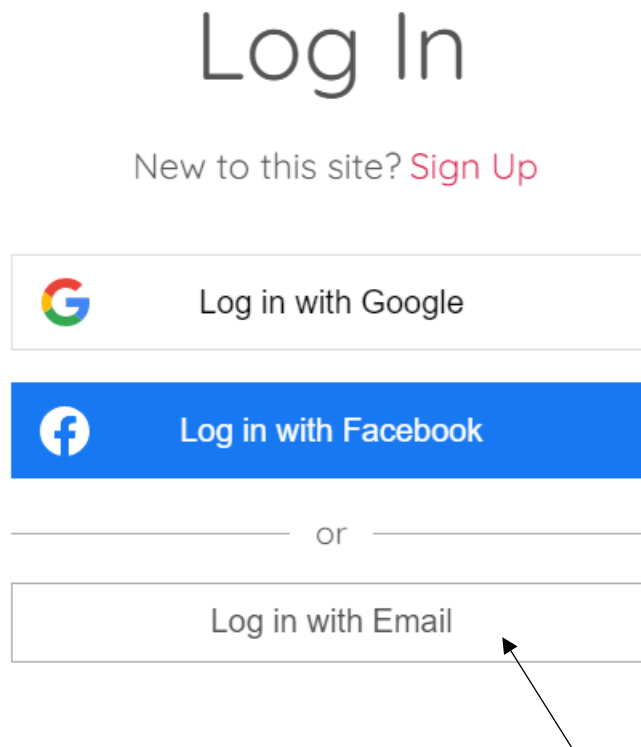 Log In
New to this site? Sign Up
Log in with Google
Log in with Facebook
or
Log in with Email